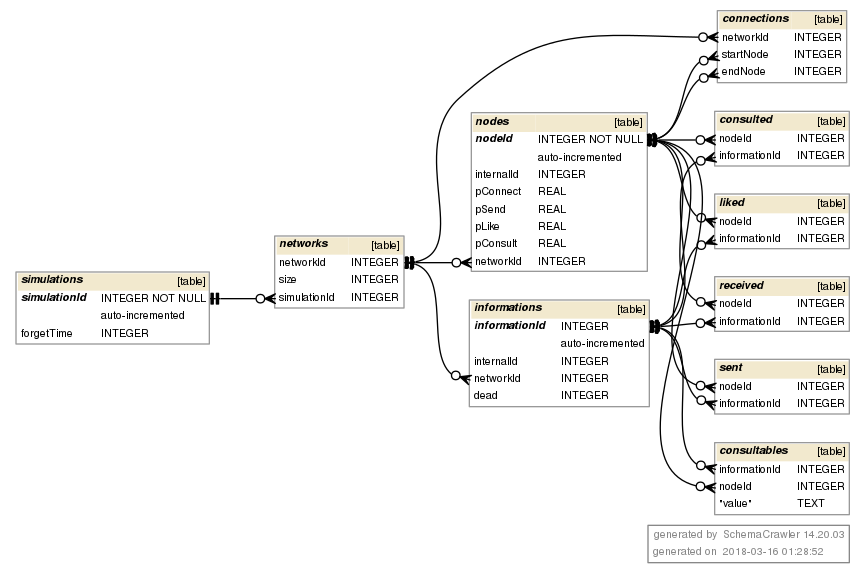 connections [table]
networkId INTEGER
startNode INTEGER
endNode INTEGER
nodes [table]
nodeId INTEGER NOT NULL
auto-incremented
internalId INTEGER
pConnect REAL
pSend REAL
pLike REAL
pConsult REAL
networkId INTEGER
consulted [table]
nodeId INTEGER
informationId INTEGER
liked [table]
nodeId INTEGER
informationId INTEGER
networks [table]
networkId INTEGER
size INTEGER
simulationId INTEGER
simulations [table]
simulationId INTEGER NOT NULL
auto-incremented
forgetTime INTEGER
informations [table]
informationId INTEGER
auto-incremented
internalId INTEGER
networkId INTEGER
dead INTEGER
received [table]
nodeId INTEGER
informationId INTEGER
sent [table]
nodeId INTEGER
informationId INTEGER
consultables [table]
informationId INTEGER
nodeId INTEGER
"value" TEXT
generated by SchemaCrawler 14.20.03
generated on 2018-03-16 01:28:52